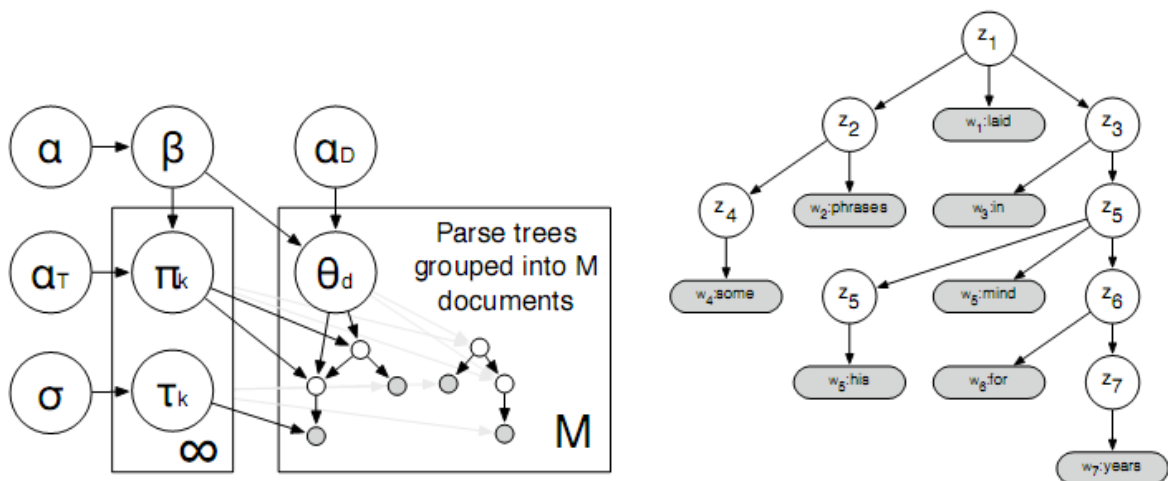 α
β
αD
αT
πk
θd
Parse trees
grouped into M
documents
σ
τk
∞
M
z1
z2
w1:laid
z3
z4
w2:phrases
w3:in
z5
w4:some
z5
w5:mind
z6
w5:his
w6:for
z7
w7:years